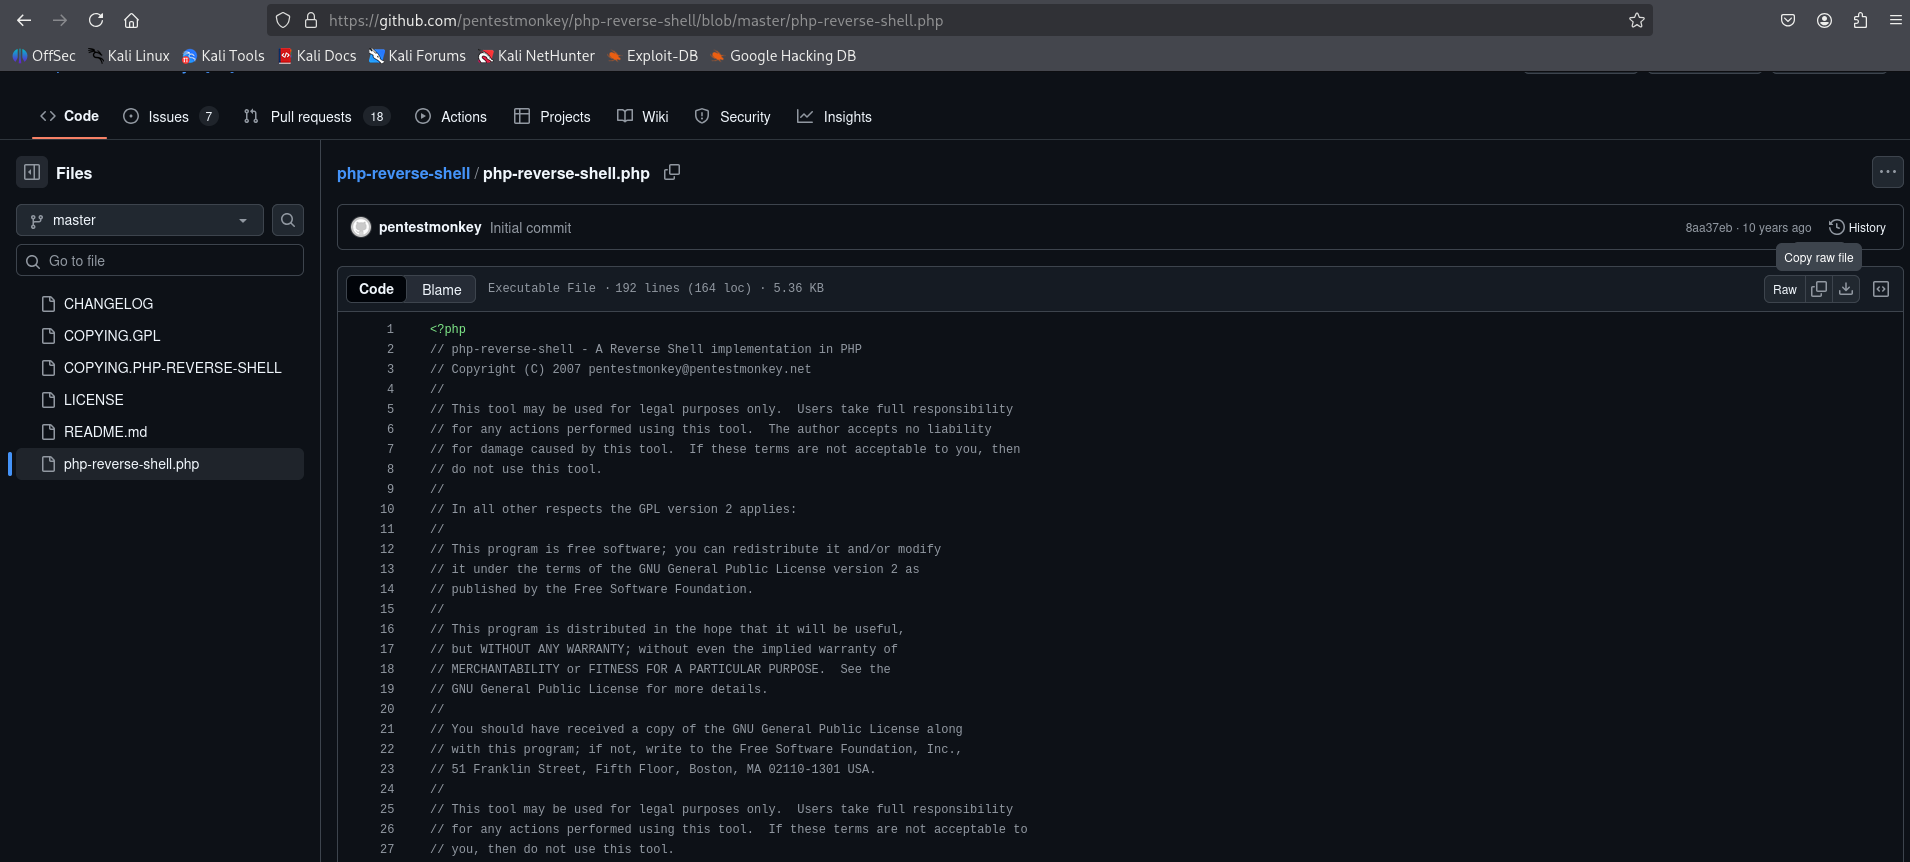 https://github.com/pentestmonkey/php-reverse-shell/blob/master/php-reverse-shell.php
OffSec Kali Linux Kali Tools Kali Docs Kali Forums Kali NetHunter Exploit-DB Google Hacking DB
Code Issues 7 Pull requests 18 Actions Projects Wiki Security Insights
Files
master
Go to file
CHANGELOG
COPYING.GPL
COPYING.PHP-REVERSE-SHELL
LICENSE
README.md
php-reverse-shell.php
php-reverse-shell / php-reverse-shell.php
pentestmonkey Initial commit 8aa37eb · 10 years ago History
Copy raw file
Code Blame Executable File · 192 lines (164 loc) · 5.36 KB Raw
1 <?php
2 // php-reverse-shell - A Reverse Shell implementation in PHP
3 // Copyright (C) 2007 pentestmonkey@pentestmonkey.net
4 //
5 // This tool may be used for legal purposes only.  Users take full responsibility
6 // for any actions performed using this tool.  The author accepts no liability
7 // for damage caused by this tool.  If these terms are not acceptable to you, then
8 // do not use this tool.
9 //
10 // In all other respects the GPL version 2 applies:
11 //
12 // This program is free software; you can redistribute it and/or modify
13 // it under the terms of the GNU General Public License version 2 as
14 // published by the Free Software Foundation.
15 //
16 // This program is distributed in the hope that it will be useful,
17 // but WITHOUT ANY WARRANTY; without even the implied warranty of
18 // MERCHANTABILITY or FITNESS FOR A PARTICULAR PURPOSE.  See the
19 // GNU General Public License for more details.
20 //
21 // You should have received a copy of the GNU General Public License along
22 // with this program; if not, write to the Free Software Foundation, Inc.,
23 // 51 Franklin Street, Fifth Floor, Boston, MA 02110-1301 USA.
24 //
25 // This tool may be used for legal purposes only.  Users take full responsibility
26 // for any actions performed using this tool.  If these terms are not acceptable to
27 // you, then do not use this tool.